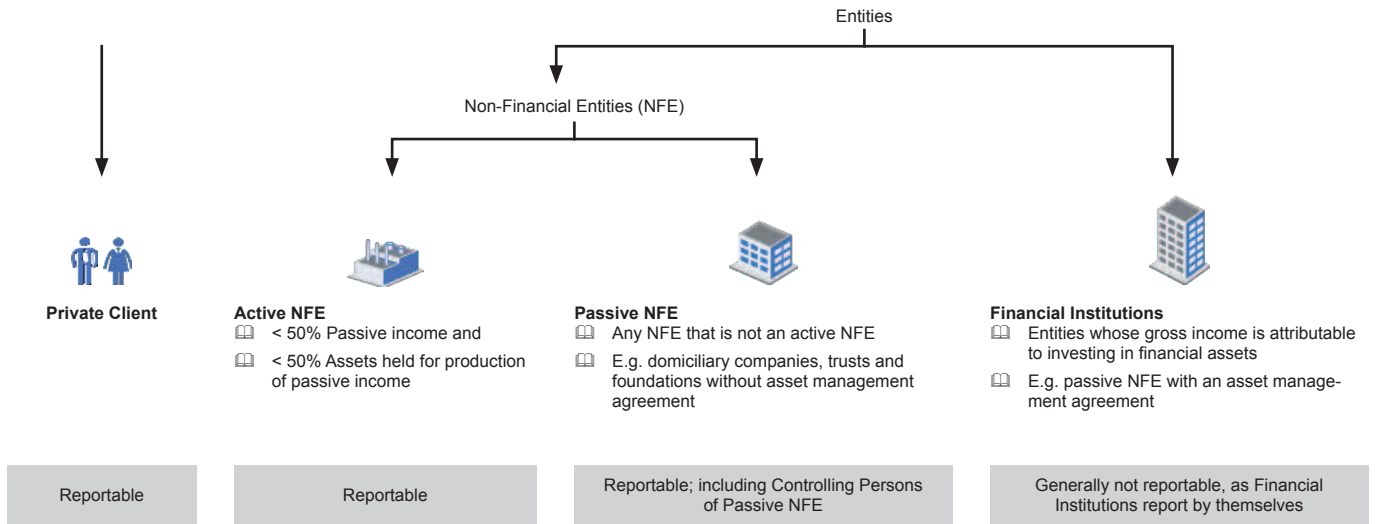 Entities
Non-Financial Entities (NFE)
Private Client
Active NFE
< 50% Passive income and
< 50% Assets held for production
of passive income
Passive NFE
Any NFE that is not an active NFE
E.g. domiciliary companies, trusts and
foundations without asset management
agreement
Financial Institutions
Entities whose gross income is attributable
to investing in financial assets
E.g. passive NFE with an asset manage-
ment agreement
Reportable
Reportable
Reportable; including Controlling Persons
of Passive NFE
Generally not reportable, as Financial
Institutions report by themselves